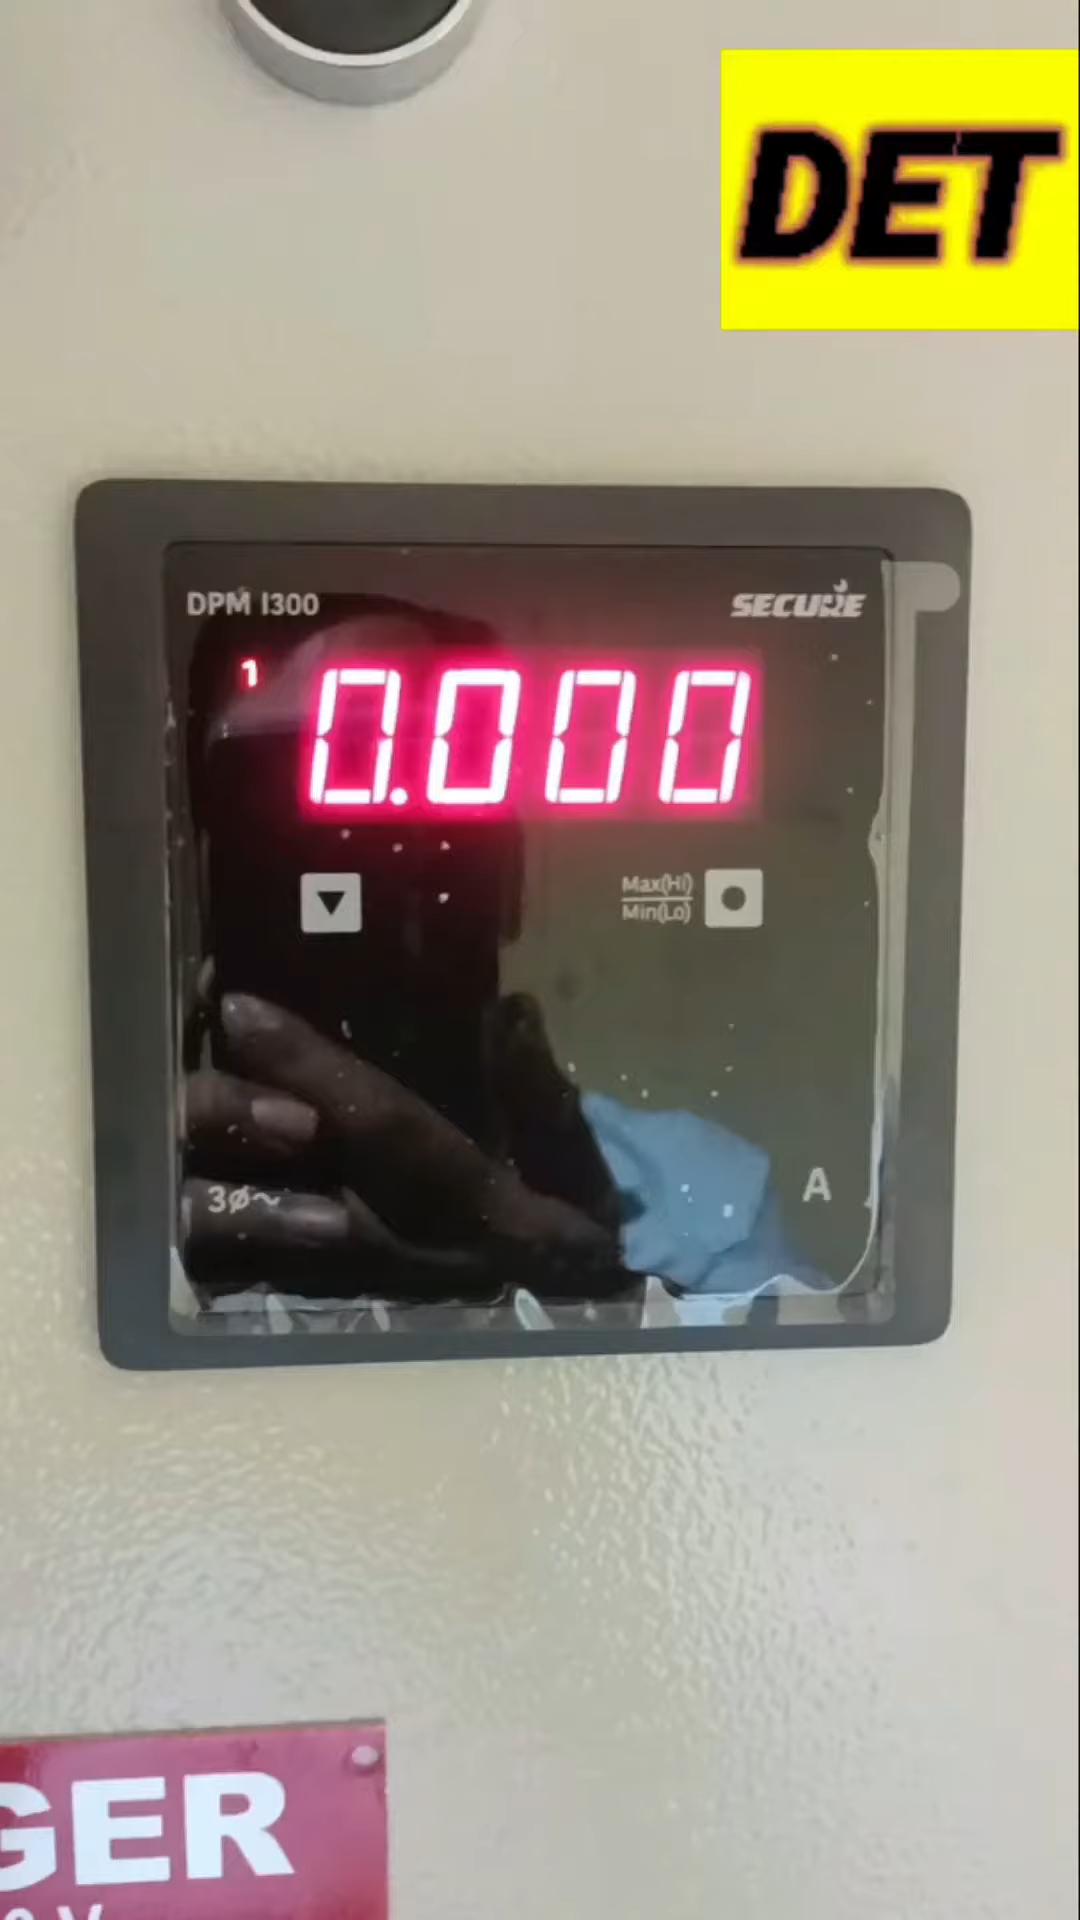 DET
DPM I300
SECURE
1
0.000
Max(Hi)
Min(Lo)
3ø~
A
GER
V